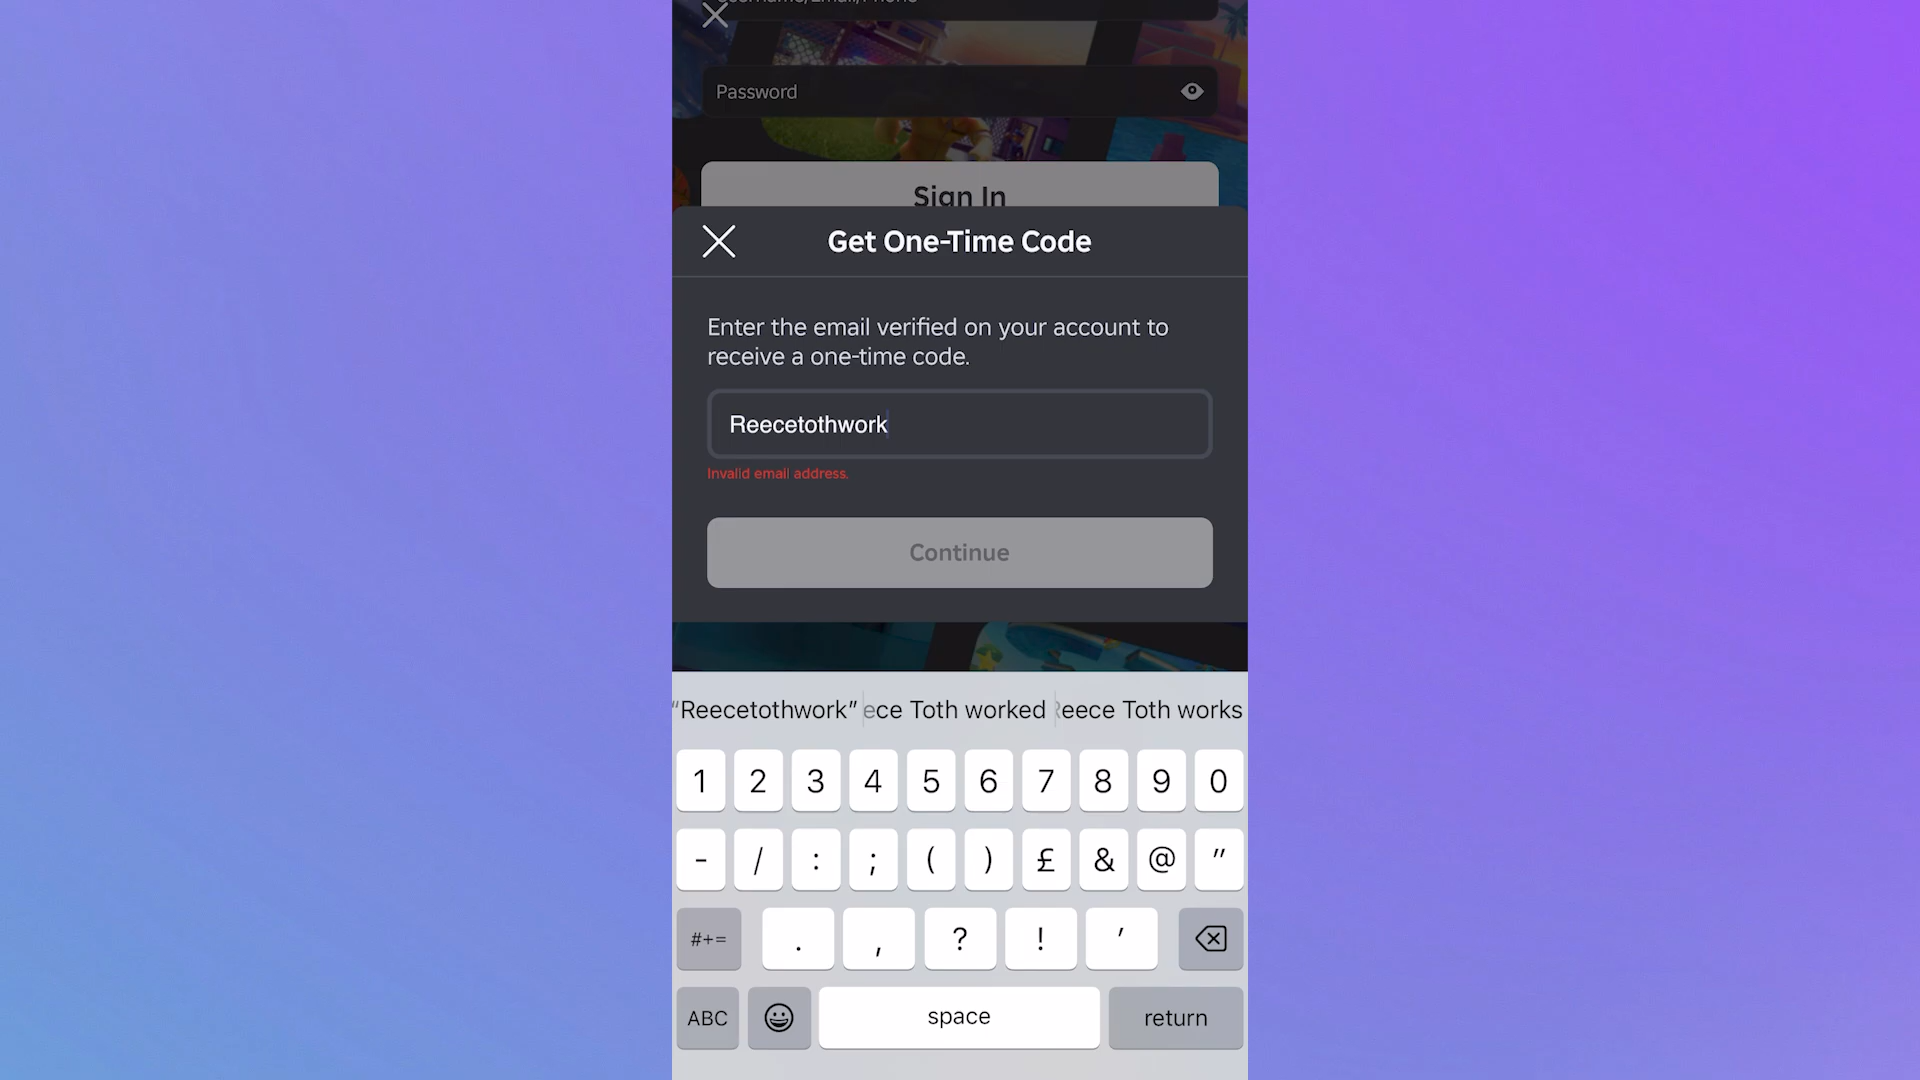 Password
Sign In
Get One-Time Code
Enter the email verified on your account to
receive a one-time code.
Reecetothwork
Invalid email address.
Continue
“Reecetothwork” ece Toth worked eece Toth works
1 2 3 4 5 6 7 8 9 0
- / : ; ( ) £ & @ "
#+= . , ? ! '
ABC space return